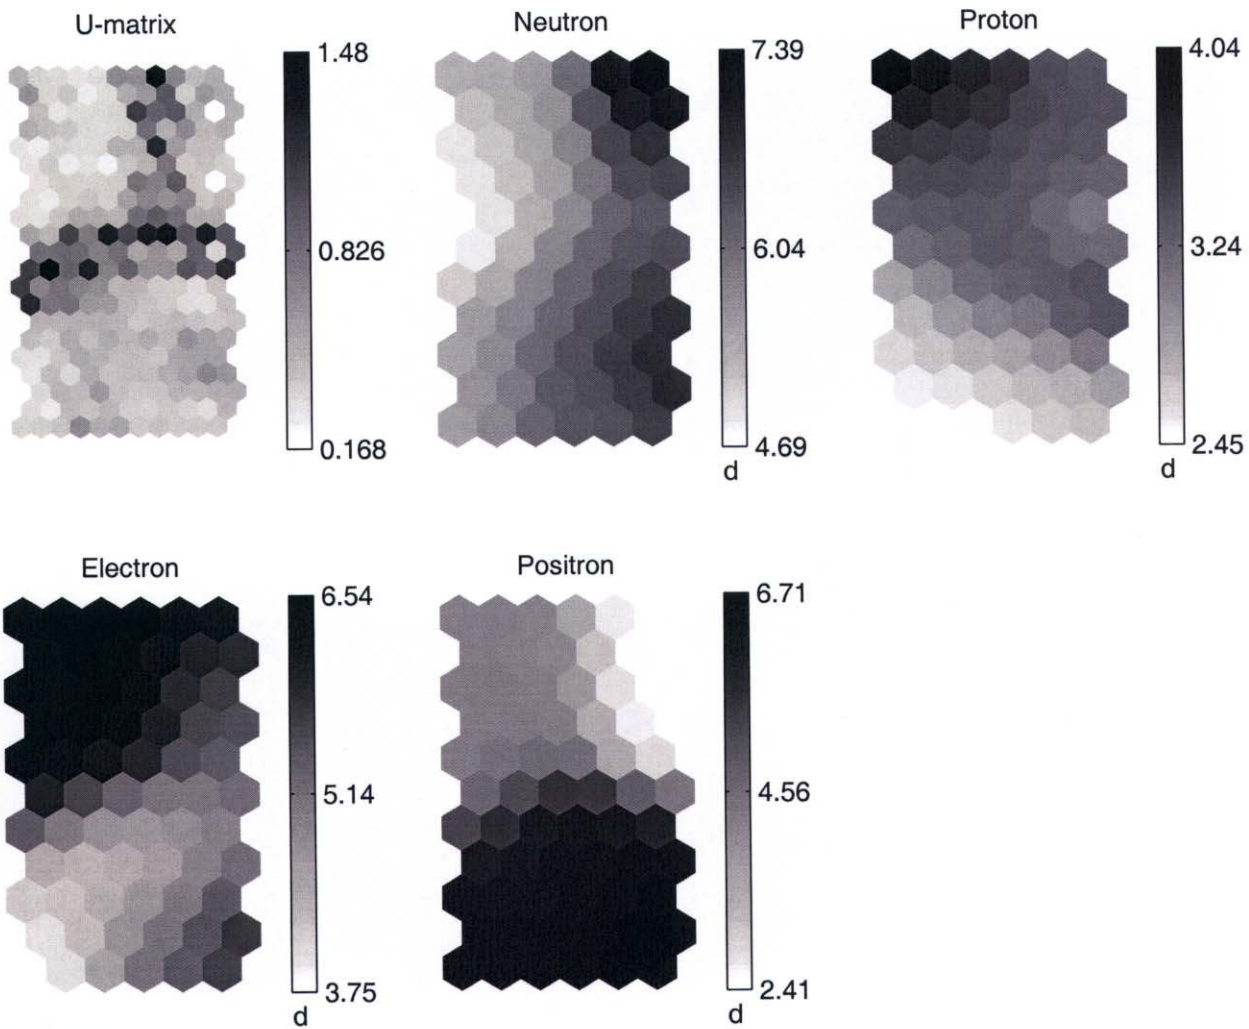 U-matrix
1.48
0.826
0.168
Neutron
7.39
6.04
4.69
d
Proton
4.04
3.24
2.45
d
Electron
6.54
5.14
3.75
d
Positron
6.71
4.56
2.41
d